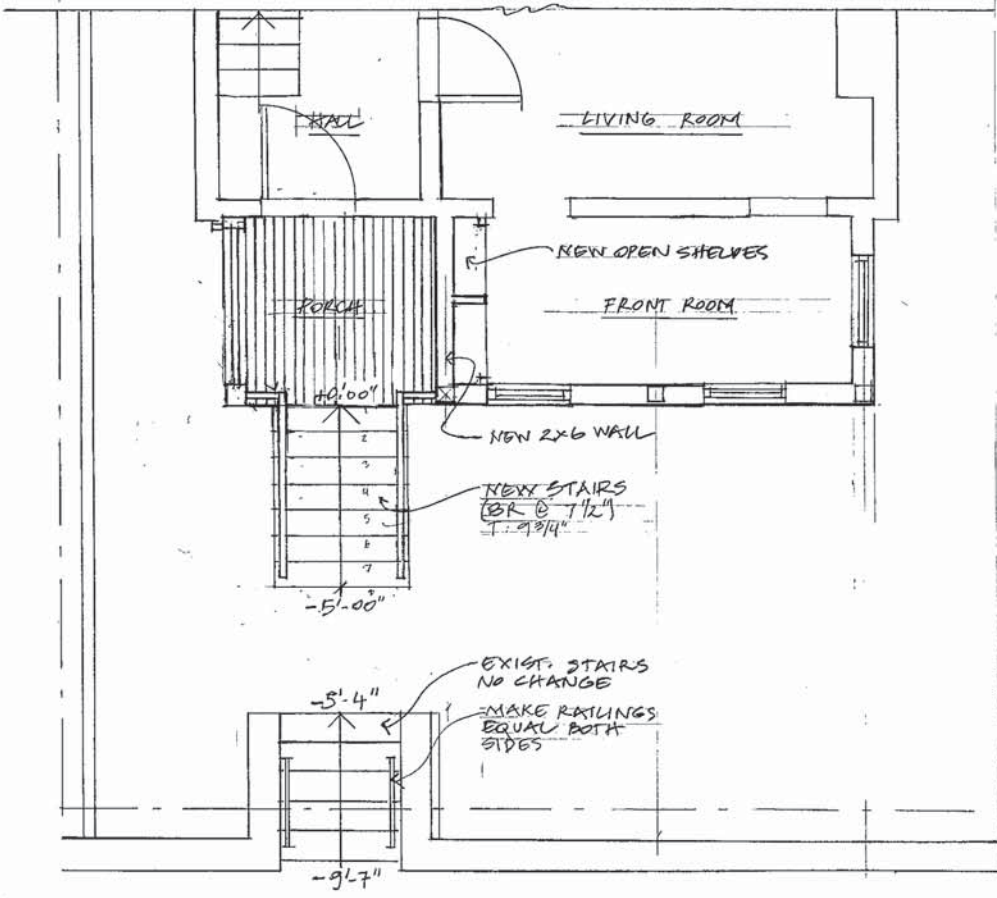 HALL
LIVING ROOM
NEW OPEN SHELVES
PORCH
FRONT ROOM
+0'00"
NEW 2X6 WALL
1
2
3
4
5
6
7
NEW STAIRS
(8R @ 7 1/2")
T: 9 3/4"
-5'-00"
EXIST. STAIRS
NO CHANGE
-5'-4"
MAKE RAILINGS
EQUAL BOTH
SIDES
-9'-7"